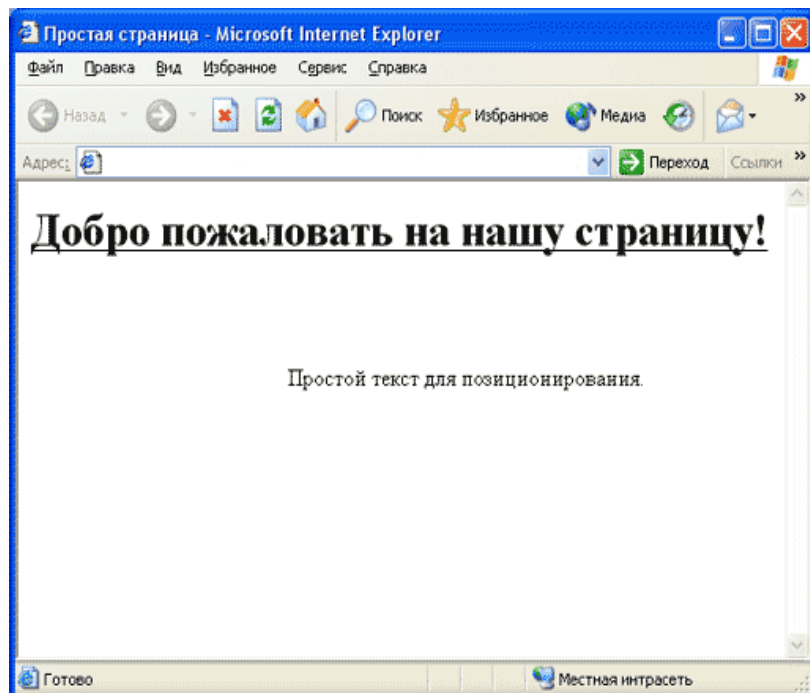 Простая страница - Microsoft Internet Explorer
Файл Правка Вид Избранное Сервис Справка
Назад Поиск Избранное Медиа
Адрес: Переход Ссылки
Добро пожаловать на нашу страницу!
Простой текст для позиционирования.
Готово Местная интрасеть